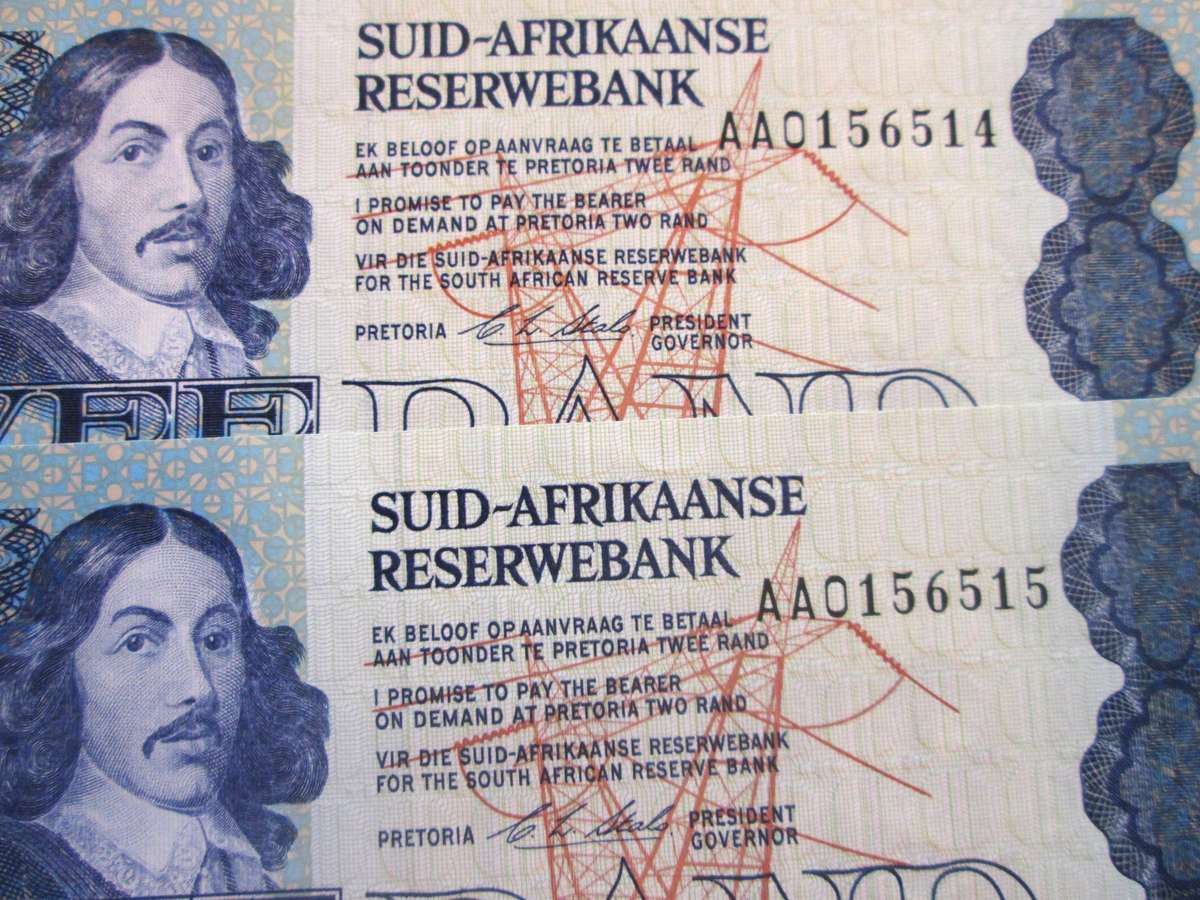 SUID-AFRIKAANSE
RESERWEBANK
AA0156514
EK BELOOF OP AANVRAAG TE BETAAL
AAN TOONDER TE PRETORIA TWEE RAND
I PROMISE TO PAY THE BEARER
ON DEMAND AT PRETORIA TWO RAND
VIR DIE SUID-AFRIKAANSE RESERWEBANK
FOR THE SOUTH AFRICAN RESERVE BANK
PRETORIA C. L. Stals. PRESIDENT
GOVERNOR
RAND
SUID-AFRIKAANSE
RESERWEBANK
AA0156515
EK BELOOF OP AANVRAAG TE BETAAL
AAN TOONDER TE PRETORIA TWEE RAND
I PROMISE TO PAY THE BEARER
ON DEMAND AT PRETORIA TWO RAND
VIR DIE SUID-AFRIKAANSE RESERWEBANK
FOR THE SOUTH AFRICAN RESERVE BANK
PRETORIA C. L. Stals. PRESIDENT
GOVERNOR
RAND